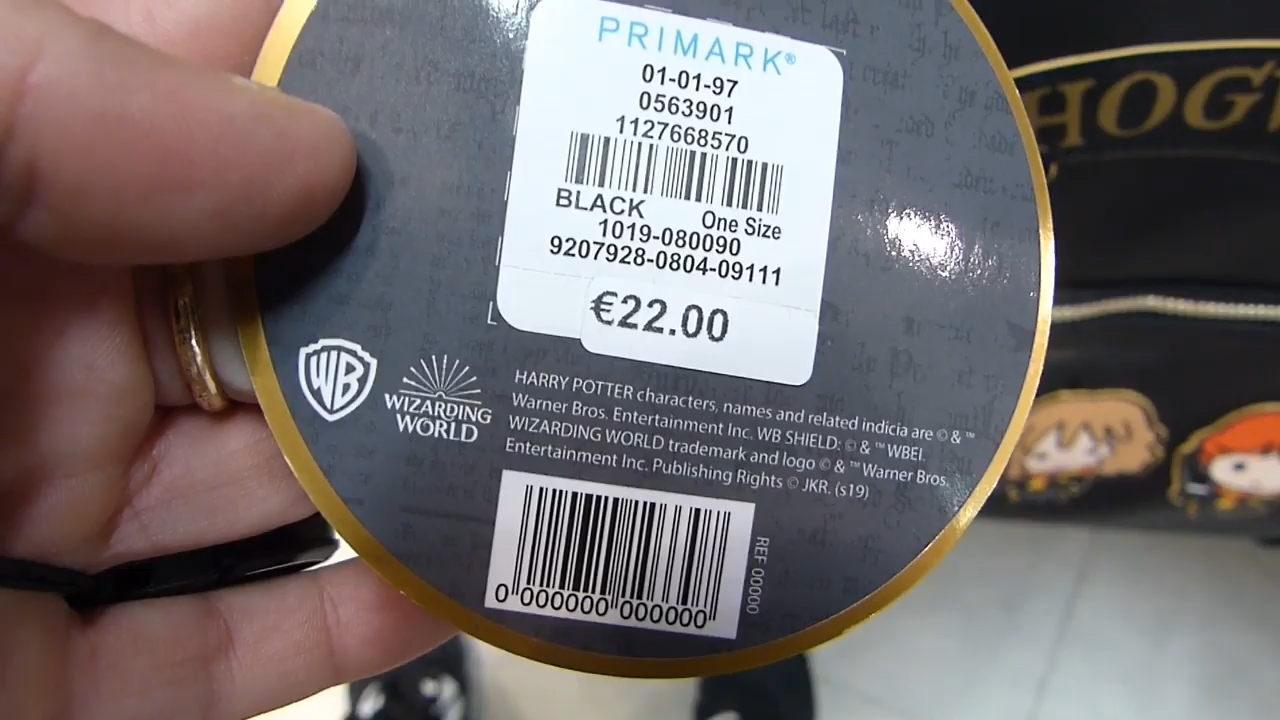 PRIMARK®
01-01-97
0563901
1127668570
BLACK One Size
1019-080090
9207928-0804-09111
€22.00
WB
WIZARDING
WORLD
HARRY POTTER characters, names and related indicia are © & ™
Warner Bros. Entertainment Inc. WB SHIELD: © & ™ WBEI.
WIZARDING WORLD trademark and logo © & ™ Warner Bros.
Entertainment Inc. Publishing Rights © JKR. (s19)
0 000000 000000
REF 00000
HOG